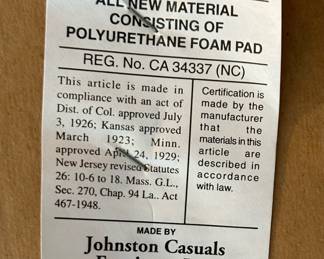 ALL NEW MATERIAL
CONSISTING OF
POLYURETHANE FOAM PAD
REG. No. CA 34337 (NC)
This article is made in
compliance with an act of
Dist. of Col. approved July
3, 1926; Kansas approved
March 1923; Minn.
approved April 24, 1929;
New Jersey revised Statutes
26: 10-6 to 18. Mass. G.L.,
Sec. 270, Chap. 94 La.. Act
467-1948.
Certification is
made by the
manufacturer
that the
materials in this
article are
described in
accordance
with law.
MADE BY
Johnston Casuals